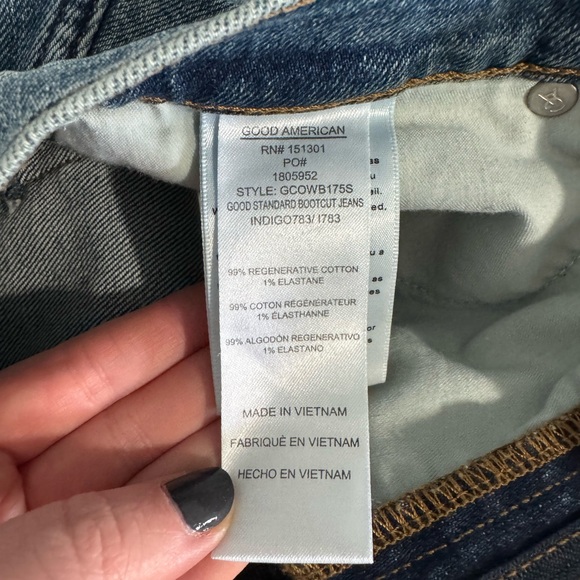 GOOD AMERICAN
RN# 151301
PO#
1805952
STYLE: GCOWB175S
GOOD STANDARD BOOTCUT JEANS
INDIGO783/ I783
99% REGENERATIVE COTTON
1% ELASTANE
99% COTON RÉGÉNÉRATEUR
1% ÉLASTHANNE
99% ALGODÓN REGENERATIVO
1% ELASTANO
MADE IN VIETNAM
FABRIQUÉ EN VIETNAM
HECHO EN VIETNAM